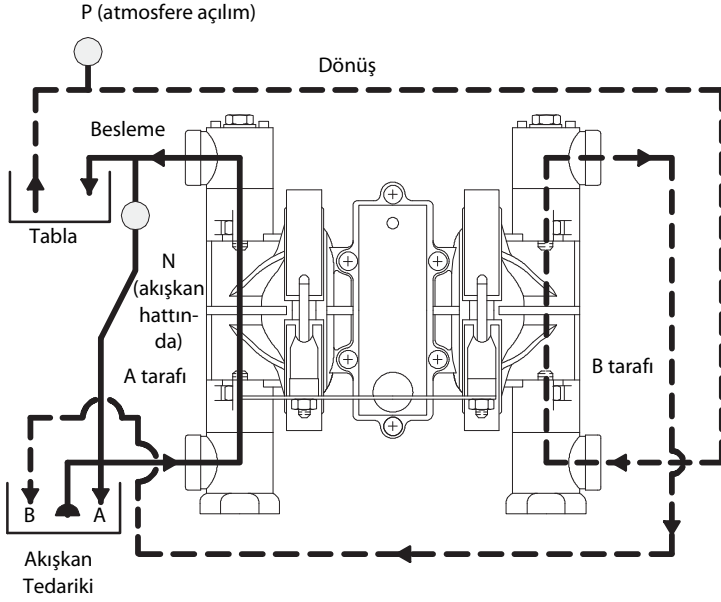 P (atmosfere açılım)
Dönüş
Besleme
Tabla
N
(akışkan
hattın-
da)
A tarafı
B tarafı
B
A
Akışkan
Tedariki